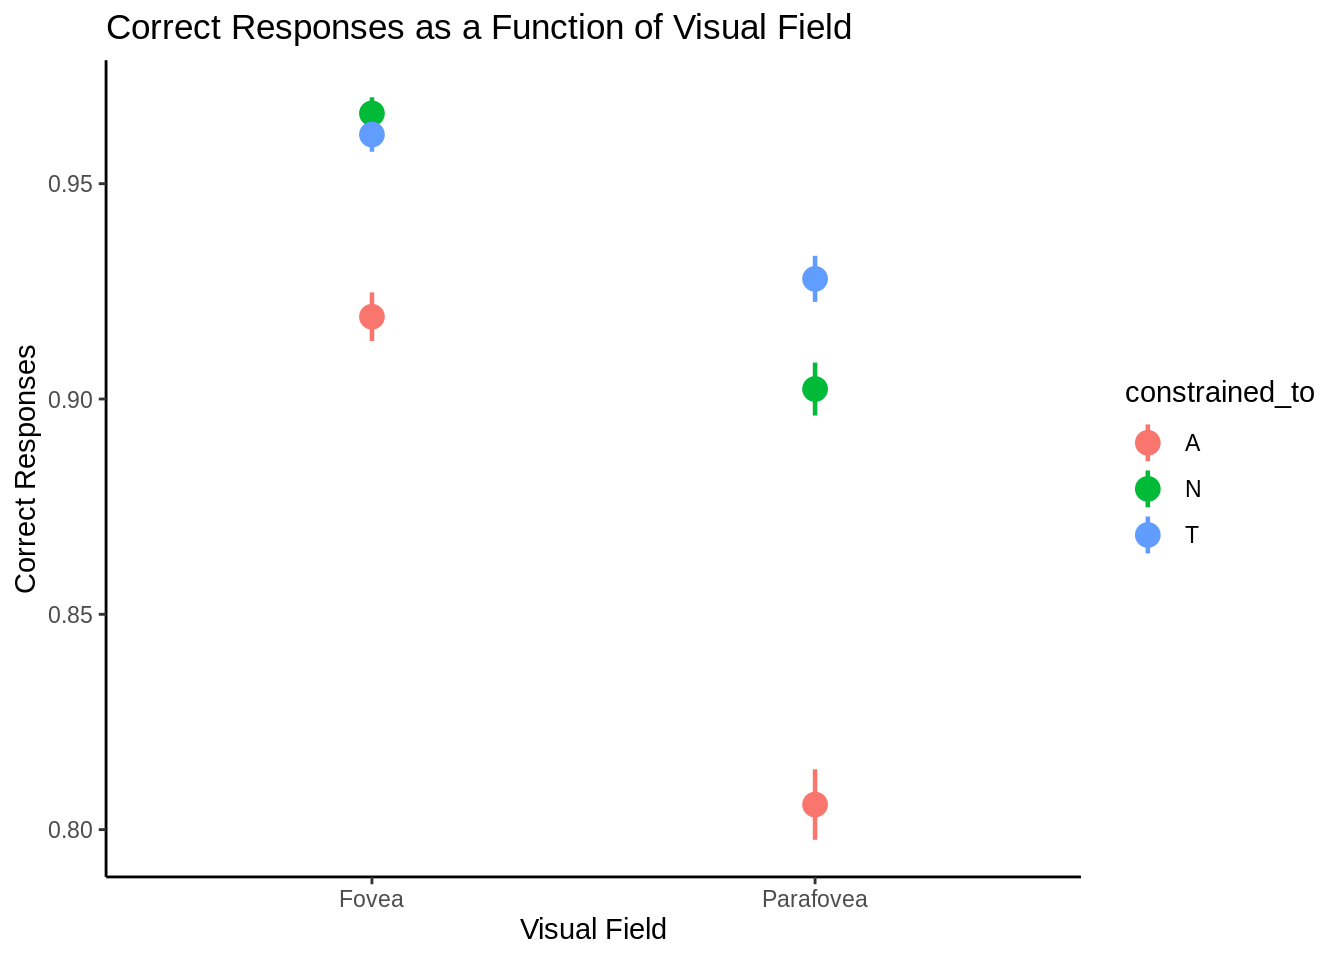 Correct Responses as a Function of Visual Field
Correct Responses
0.95
0.90
0.85
0.80
Fovea
Parafovea
Visual Field
constrained_to
A
N
T